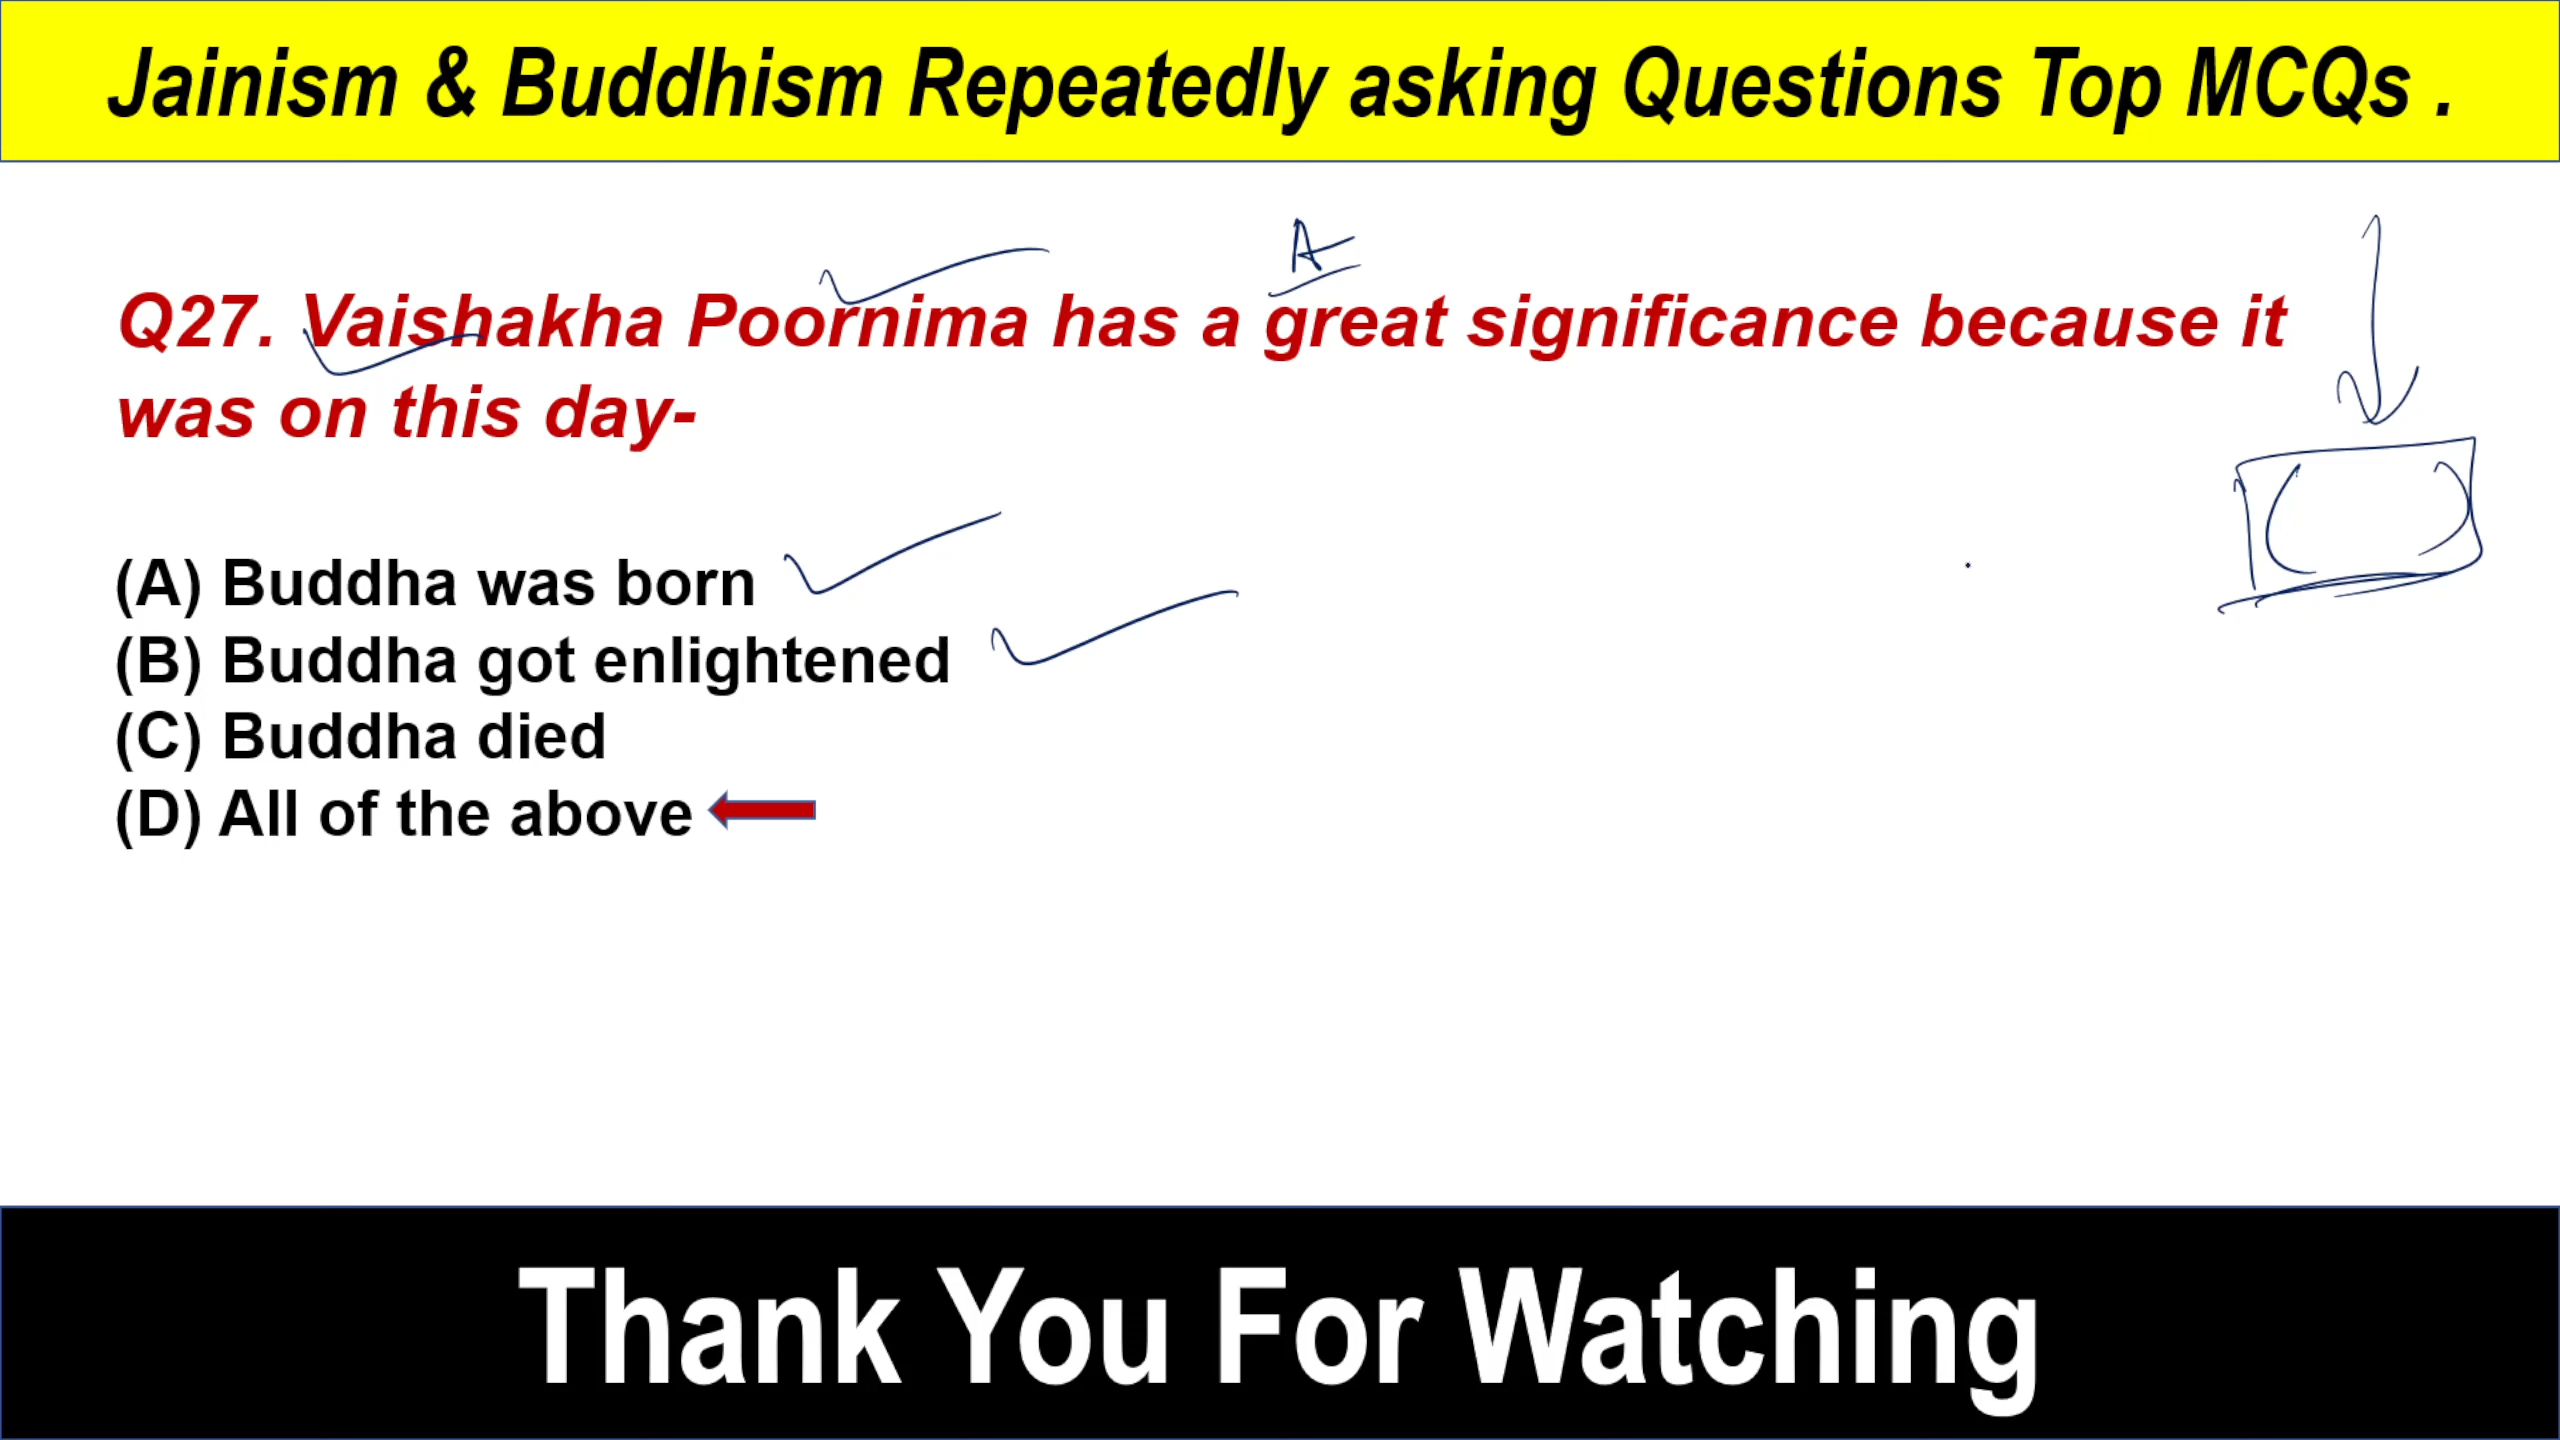 Jainism & Buddhism Repeatedly asking Questions Top MCQs .
A
Q27. Vaishakha Poornima has a great significance because it
was on this day-
(A) Buddha was born
(B) Buddha got enlightened
(C) Buddha died
(D) All of the above
Thank You For Watching